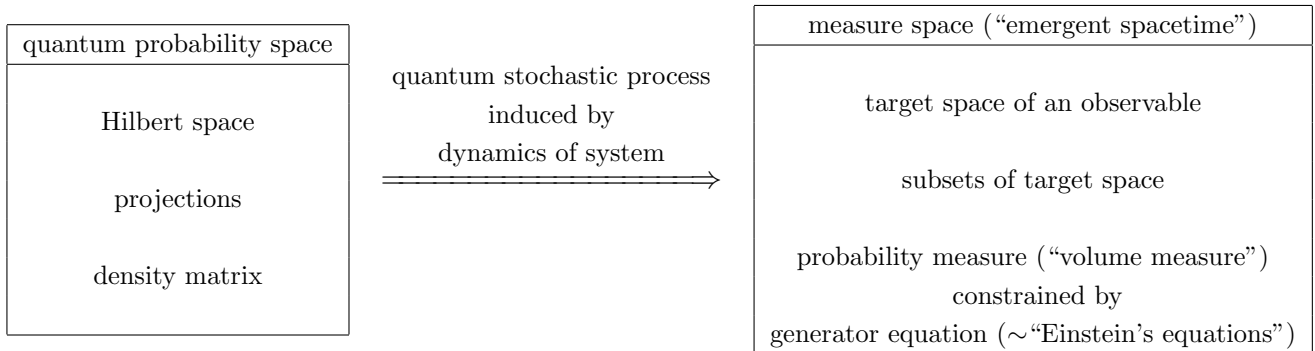 quantum probability space
Hilbert space
projections
density matrix
quantum stochastic process
induced by
dynamics of system
measure space (“emergent spacetime”)
target space of an observable
subsets of target space
probability measure (“volume measure”)
constrained by
generator equation (∼“Einstein’s equations”)